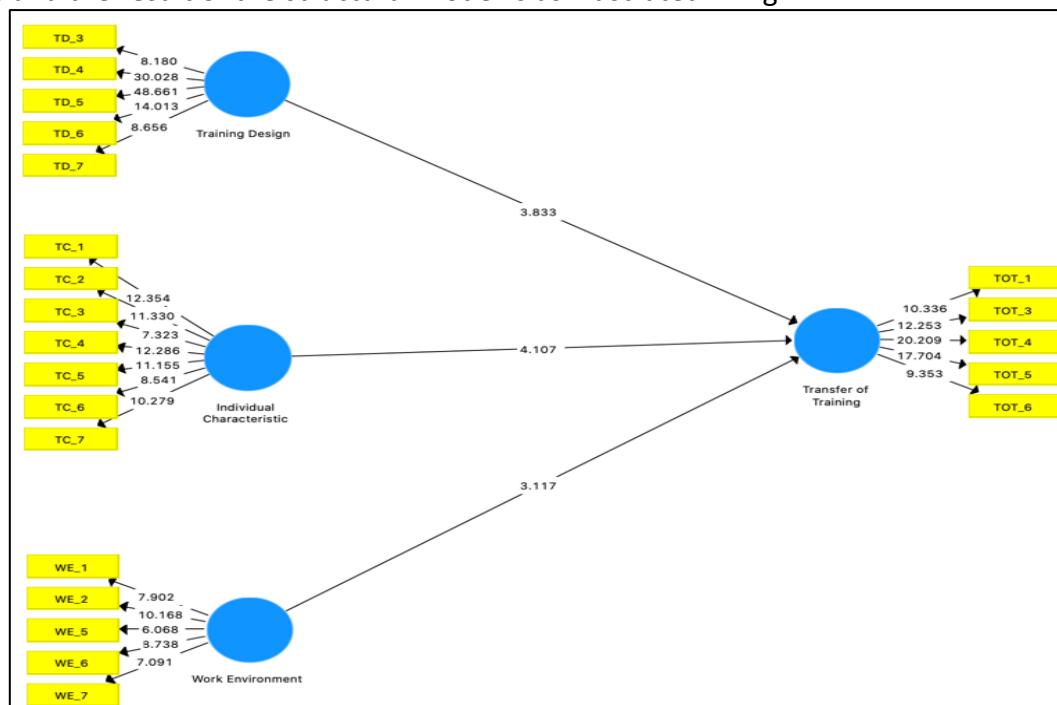 TD_3
TD_4
TD_5
TD_6
TD_7
8.180
30.028
48.661
14.013
8.656
Training Design
3.833
TC_1
TC_2
TC_3
TC_4
TC_5
TC_6
TC_7
12.354
11.330
7.323
12.286
11.155
8.541
10.279
Individual
Characteristic
4.107
TOT_1
TOT_3
TOT_4
TOT_5
TOT_6
10.336
12.253
20.209
17.704
9.353
Transfer of
Training
3.117
WE_1
WE_2
WE_5
WE_6
WE_7
7.902
10.168
6.068
7.091
Work Environment